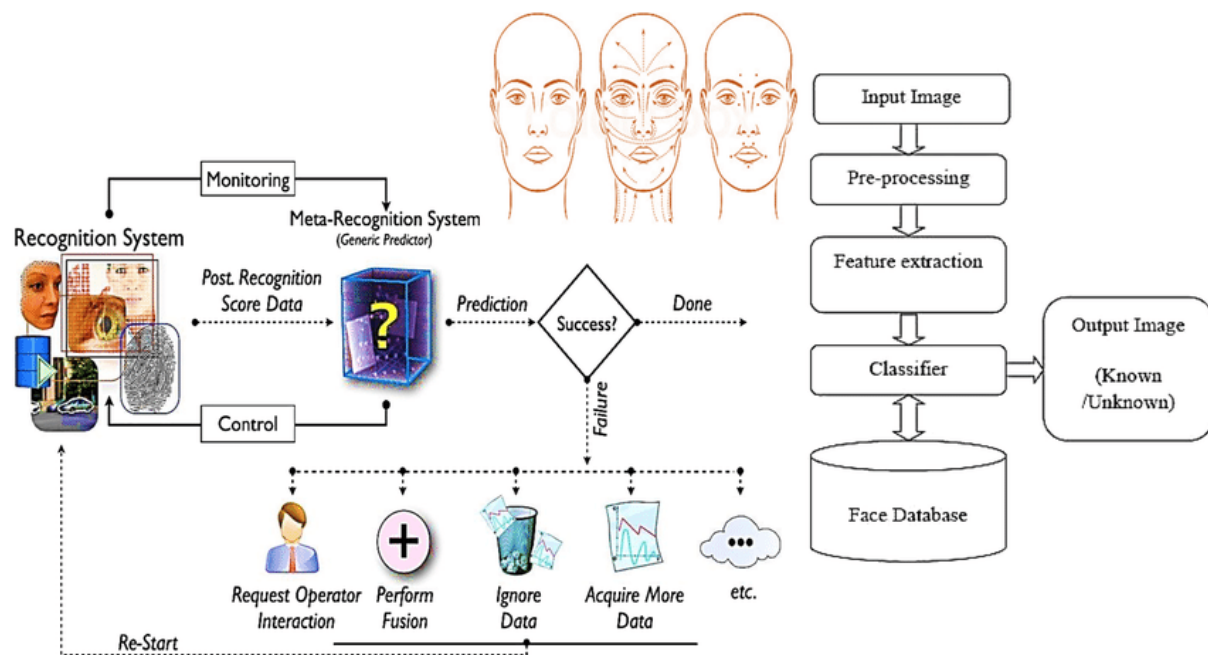 Monitoring
Recognition System
Meta-Recognition System
(Generic Predictor)
Post. Recognition
Score Data
?
Prediction
Success?
Done
Control
Failure
+
Request Operator
Interaction
Perform
Fusion
Ignore
Data
Acquire More
Data
etc.
Re-Start
Input Image
Pre-processing
Feature extraction
Classifier
Output Image
(Known
/Unknown)
Face Database